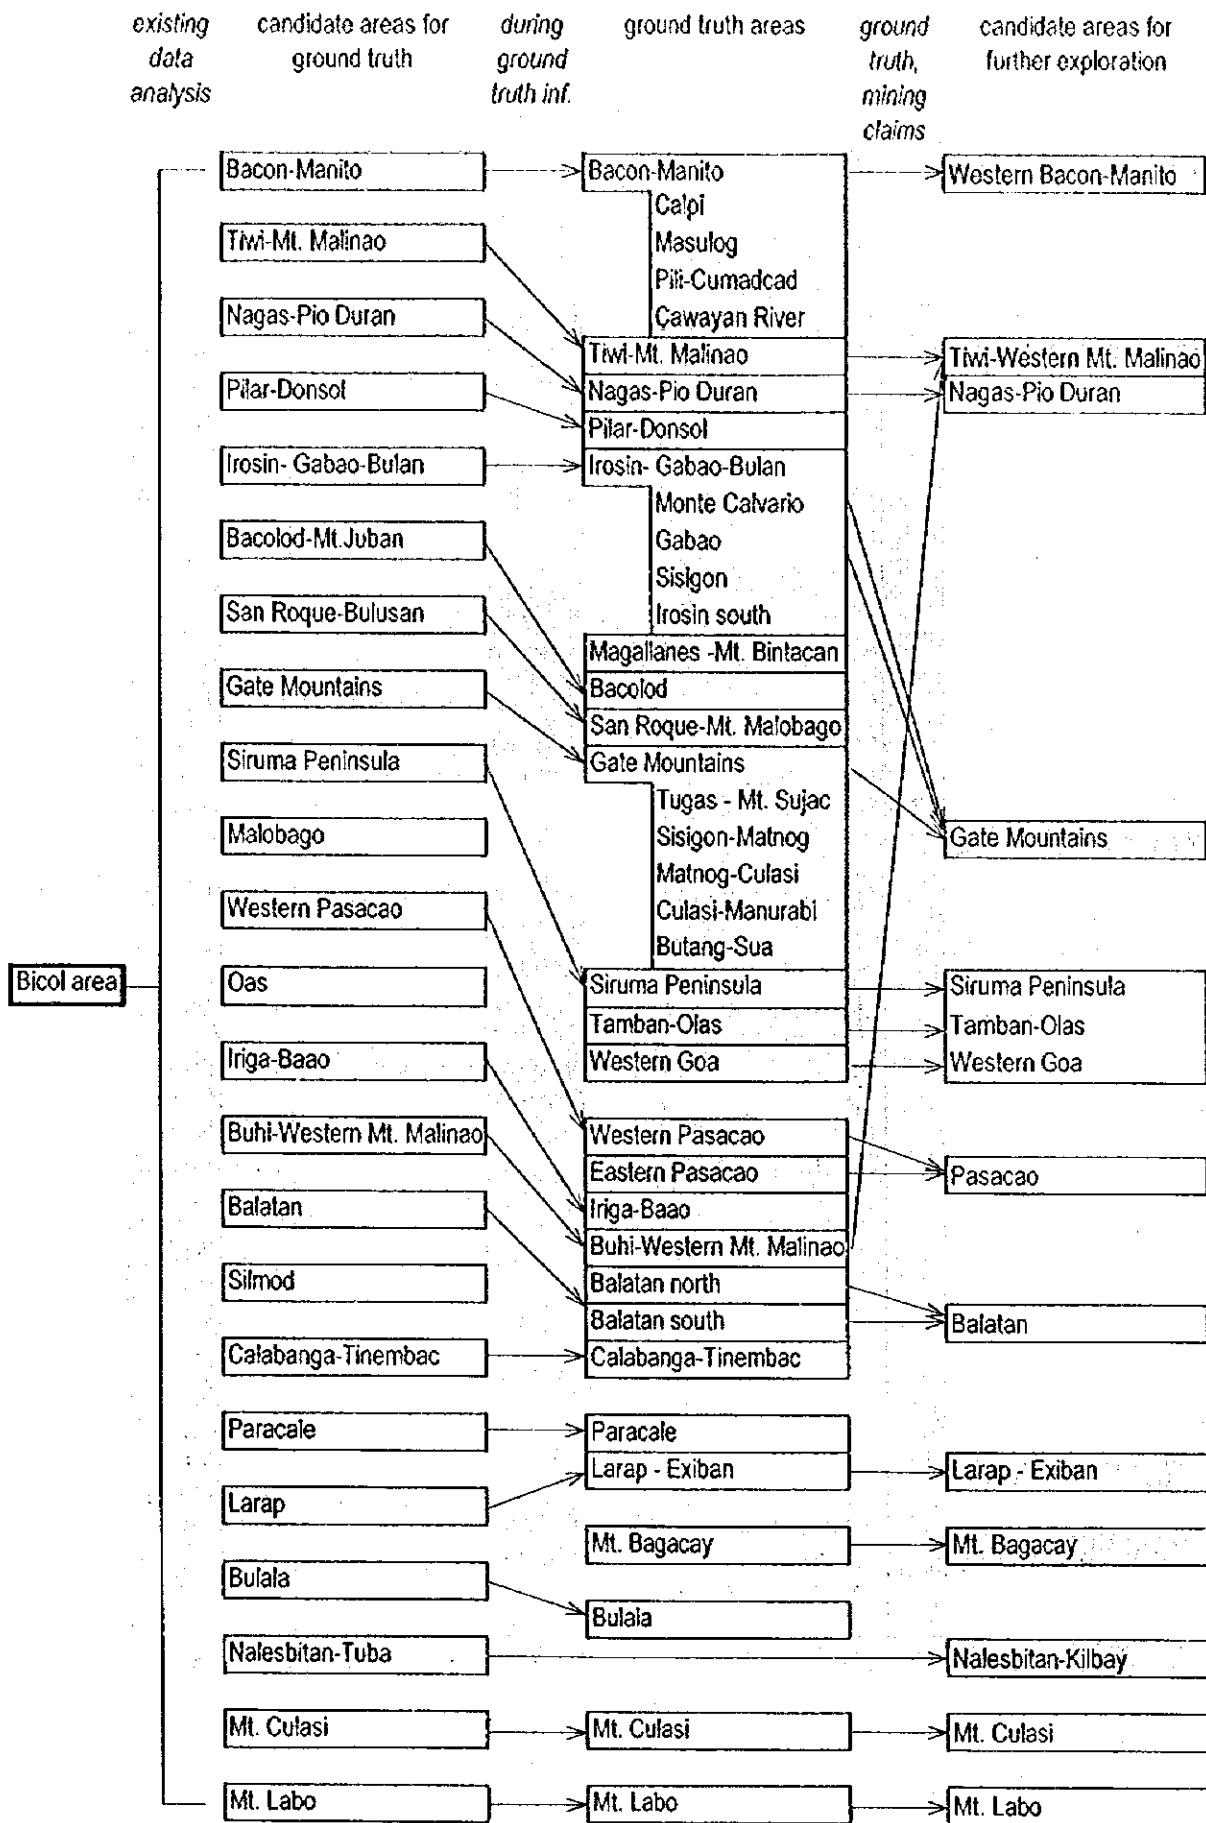 existing
data
analysis
candidate areas for
ground truth
during
ground
truth inf.
ground truth areas
ground
truth,
mining
claims
candidate areas for
further exploration
Bicol area
Bacon-Manito
Tiwi-Mt. Malinao
Nagas-Pio Duran
Pilar-Donsol
Irosin- Gabao-Bulan
Bacolod-Mt.Juban
San Roque-Bulusan
Gate Mountains
Siruma Peninsula
Malobago
Western Pasacao
Oas
Iriga-Baao
Buhi-Western Mt. Malinao
Balatan
Silmod
Calabanga-Tinembac
Paracale
Larap
Bulala
Nalesbitan-Tuba
Mt. Culasi
Mt. Labo
Bacon-Manito
Calpi
Masulog
Pili-Cumadcad
Cawayan River
Tiwi-Mt. Malinao
Nagas-Pio Duran
Pilar-Donsol
Irosin- Gabao-Bulan
Monte Calvario
Gabao
Sisigon
Irosin south
Magallanes -Mt. Bintacan
Bacolod
San Roque-Mt. Malobago
Gate Mountains
Tugas - Mt. Sujac
Sisigon-Matnog
Matnog-Culasi
Culasi-Manurabi
Butang-Sua
Siruma Peninsula
Tamban-Olas
Western Goa
Western Pasacao
Eastern Pasacao
Iriga-Baao
Buhi-Western Mt. Malinao
Balatan north
Balatan south
Calabanga-Tinembac
Paracale
Larap - Exiban
Mt. Bagacay
Bulala
Mt. Culasi
Mt. Labo
Western Bacon-Manito
Tiwi-Western Mt. Malinao
Nagas-Pio Duran
Gate Mountains
Siruma Peninsula
Tamban-Olas
Western Goa
Pasacao
Balatan
Larap - Exiban
Mt. Bagacay
Nalesbitan-Kilbay
Mt. Culasi
Mt. Labo